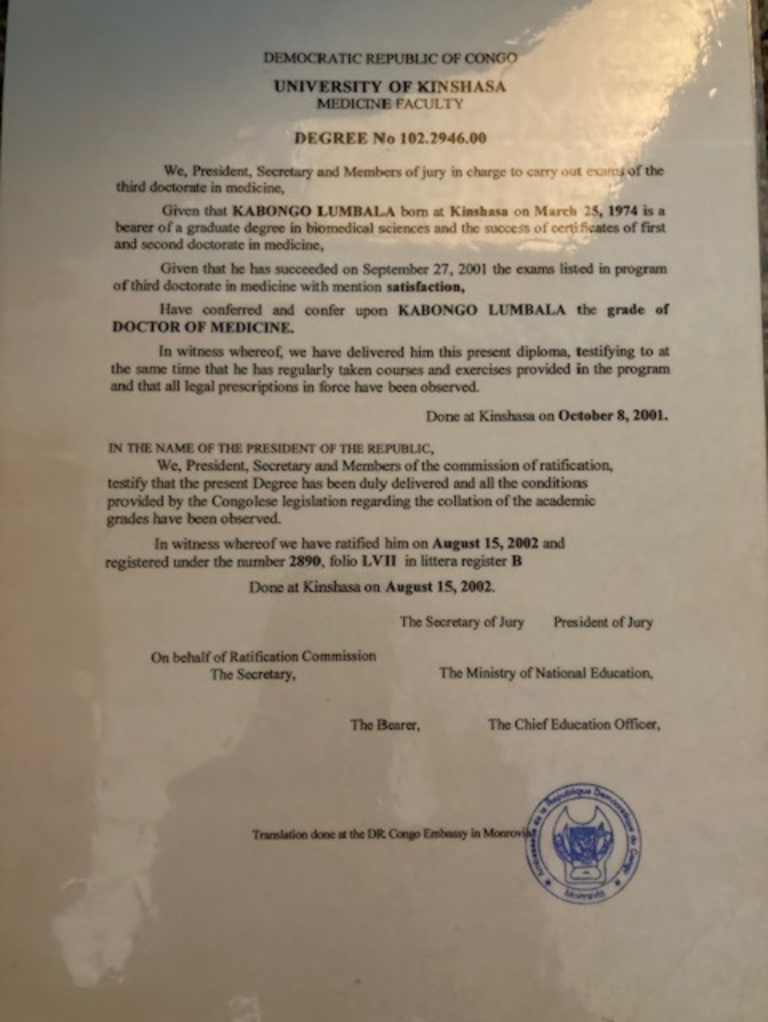 DEMOCRATIC REPUBLIC OF CONGO
UNIVERSITY OF KINSHASA
MEDICINE FACULTY
DEGREE No 102.2946.00
We, President, Secretary and Members of jury in charge to carry out exams of the
third doctorate in medicine,
Given that KABONGO LUMBALA born at Kinshasa on March 25, 1974 is a
bearer of a graduate degree in biomedical sciences and the success of certificates of first
and second doctorate in medicine,
Given that he has succeeded on September 27, 2001 the exams listed in program
of third doctorate in medicine with mention satisfaction,
Have conferred and confer upon KABONGO LUMBALA the grade of
DOCTOR OF MEDICINE.
In witness whereof, we have delivered him this present diploma, testifying to at
the same time that he has regularly taken courses and exercises provided in the program
and that all legal prescriptions in force have been observed.
Done at Kinshasa on October 8, 2001.
IN THE NAME OF THE PRESIDENT OF THE REPUBLIC,
We, President, Secretary and Members of the commission of ratification,
testify that the present Degree has been duly delivered and all the conditions
provided by the Congolese legislation regarding the collation of the academic
grades have been observed.
In witness whereof we have ratified him on August 15, 2002 and
registered under the number 2890, folio LVII in littera register B
Done at Kinshasa on August 15, 2002.
The Secretary of Jury President of Jury
On behalf of Ratification Commission
The Secretary, The Ministry of National Education,
The Bearer, The Chief Education Officer,
Translation done at the DR Congo Embassy in Monrovia
Ambassade de la République Démocratique du Congo
Monrovia